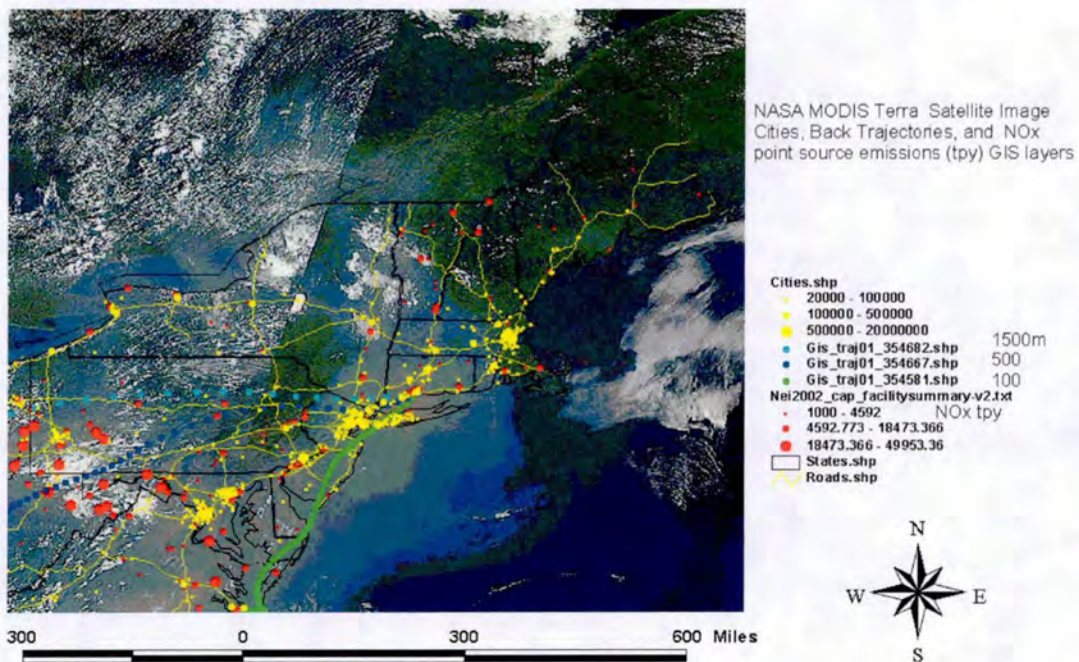 NASA MODIS Terra Satellite Image
Cities, Back Trajectories, and NOx
point source emissions (tpy) GIS layers
Cities.shp
20000 - 100000
100000 - 500000
500000 - 20000000
Gis_traj01_354682.shp 1500m
Gis_traj01_354667.shp 500
Gis_traj01_354581.shp 100
Nei2002_cap_facilitysummary-v2.txt
1000 - 4592 NOx tpy
4592.773 - 18473.366
18473.366 - 49953.36
States.shp
Roads.shp
N
W E
S
300 0 300 600 Miles